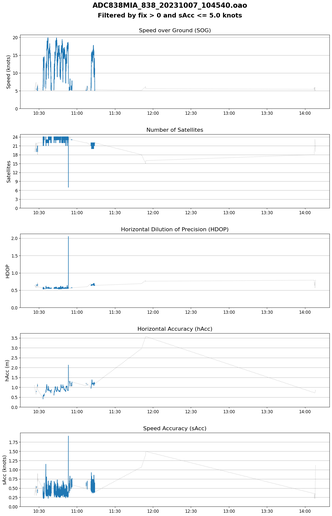 ADC838MIA_838_20231007_104540.oao
Filtered by fix > 0 and sAcc <= 5.0 knots
Speed over Ground (SOG)
Speed (knots)
20
15
10
5
0
10:30 11:00 11:30 12:00 12:30 13:00 13:30 14:00
Number of Satellites
Satellites
24
21
18
15
12
9
6
3
0
10:30 11:00 11:30 12:00 12:30 13:00 13:30 14:00
Horizontal Dilution of Precision (HDOP)
HDOP
2.0
1.5
1.0
0.5
0.0
10:30 11:00 11:30 12:00 12:30 13:00 13:30 14:00
Horizontal Accuracy (hAcc)
hAcc (m)
3.5
3.0
2.5
2.0
1.5
1.0
0.5
0.0
10:30 11:00 11:30 12:00 12:30 13:00 13:30 14:00
Speed Accuracy (sAcc)
sAcc (knots)
1.75
1.50
1.25
1.00
0.75
0.50
0.25
0.00
10:30 11:00 11:30 12:00 12:30 13:00 13:30 14:00